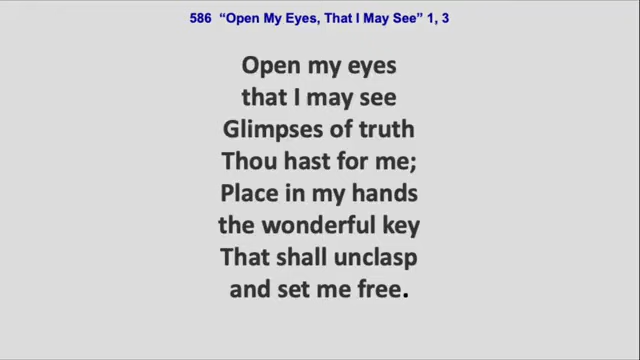 586 “Open My Eyes, That I May See” 1, 3
Open my eyes
that I may see
Glimpses of truth
Thou hast for me;
Place in my hands
the wonderful key
That shall unclasp
and set me free.